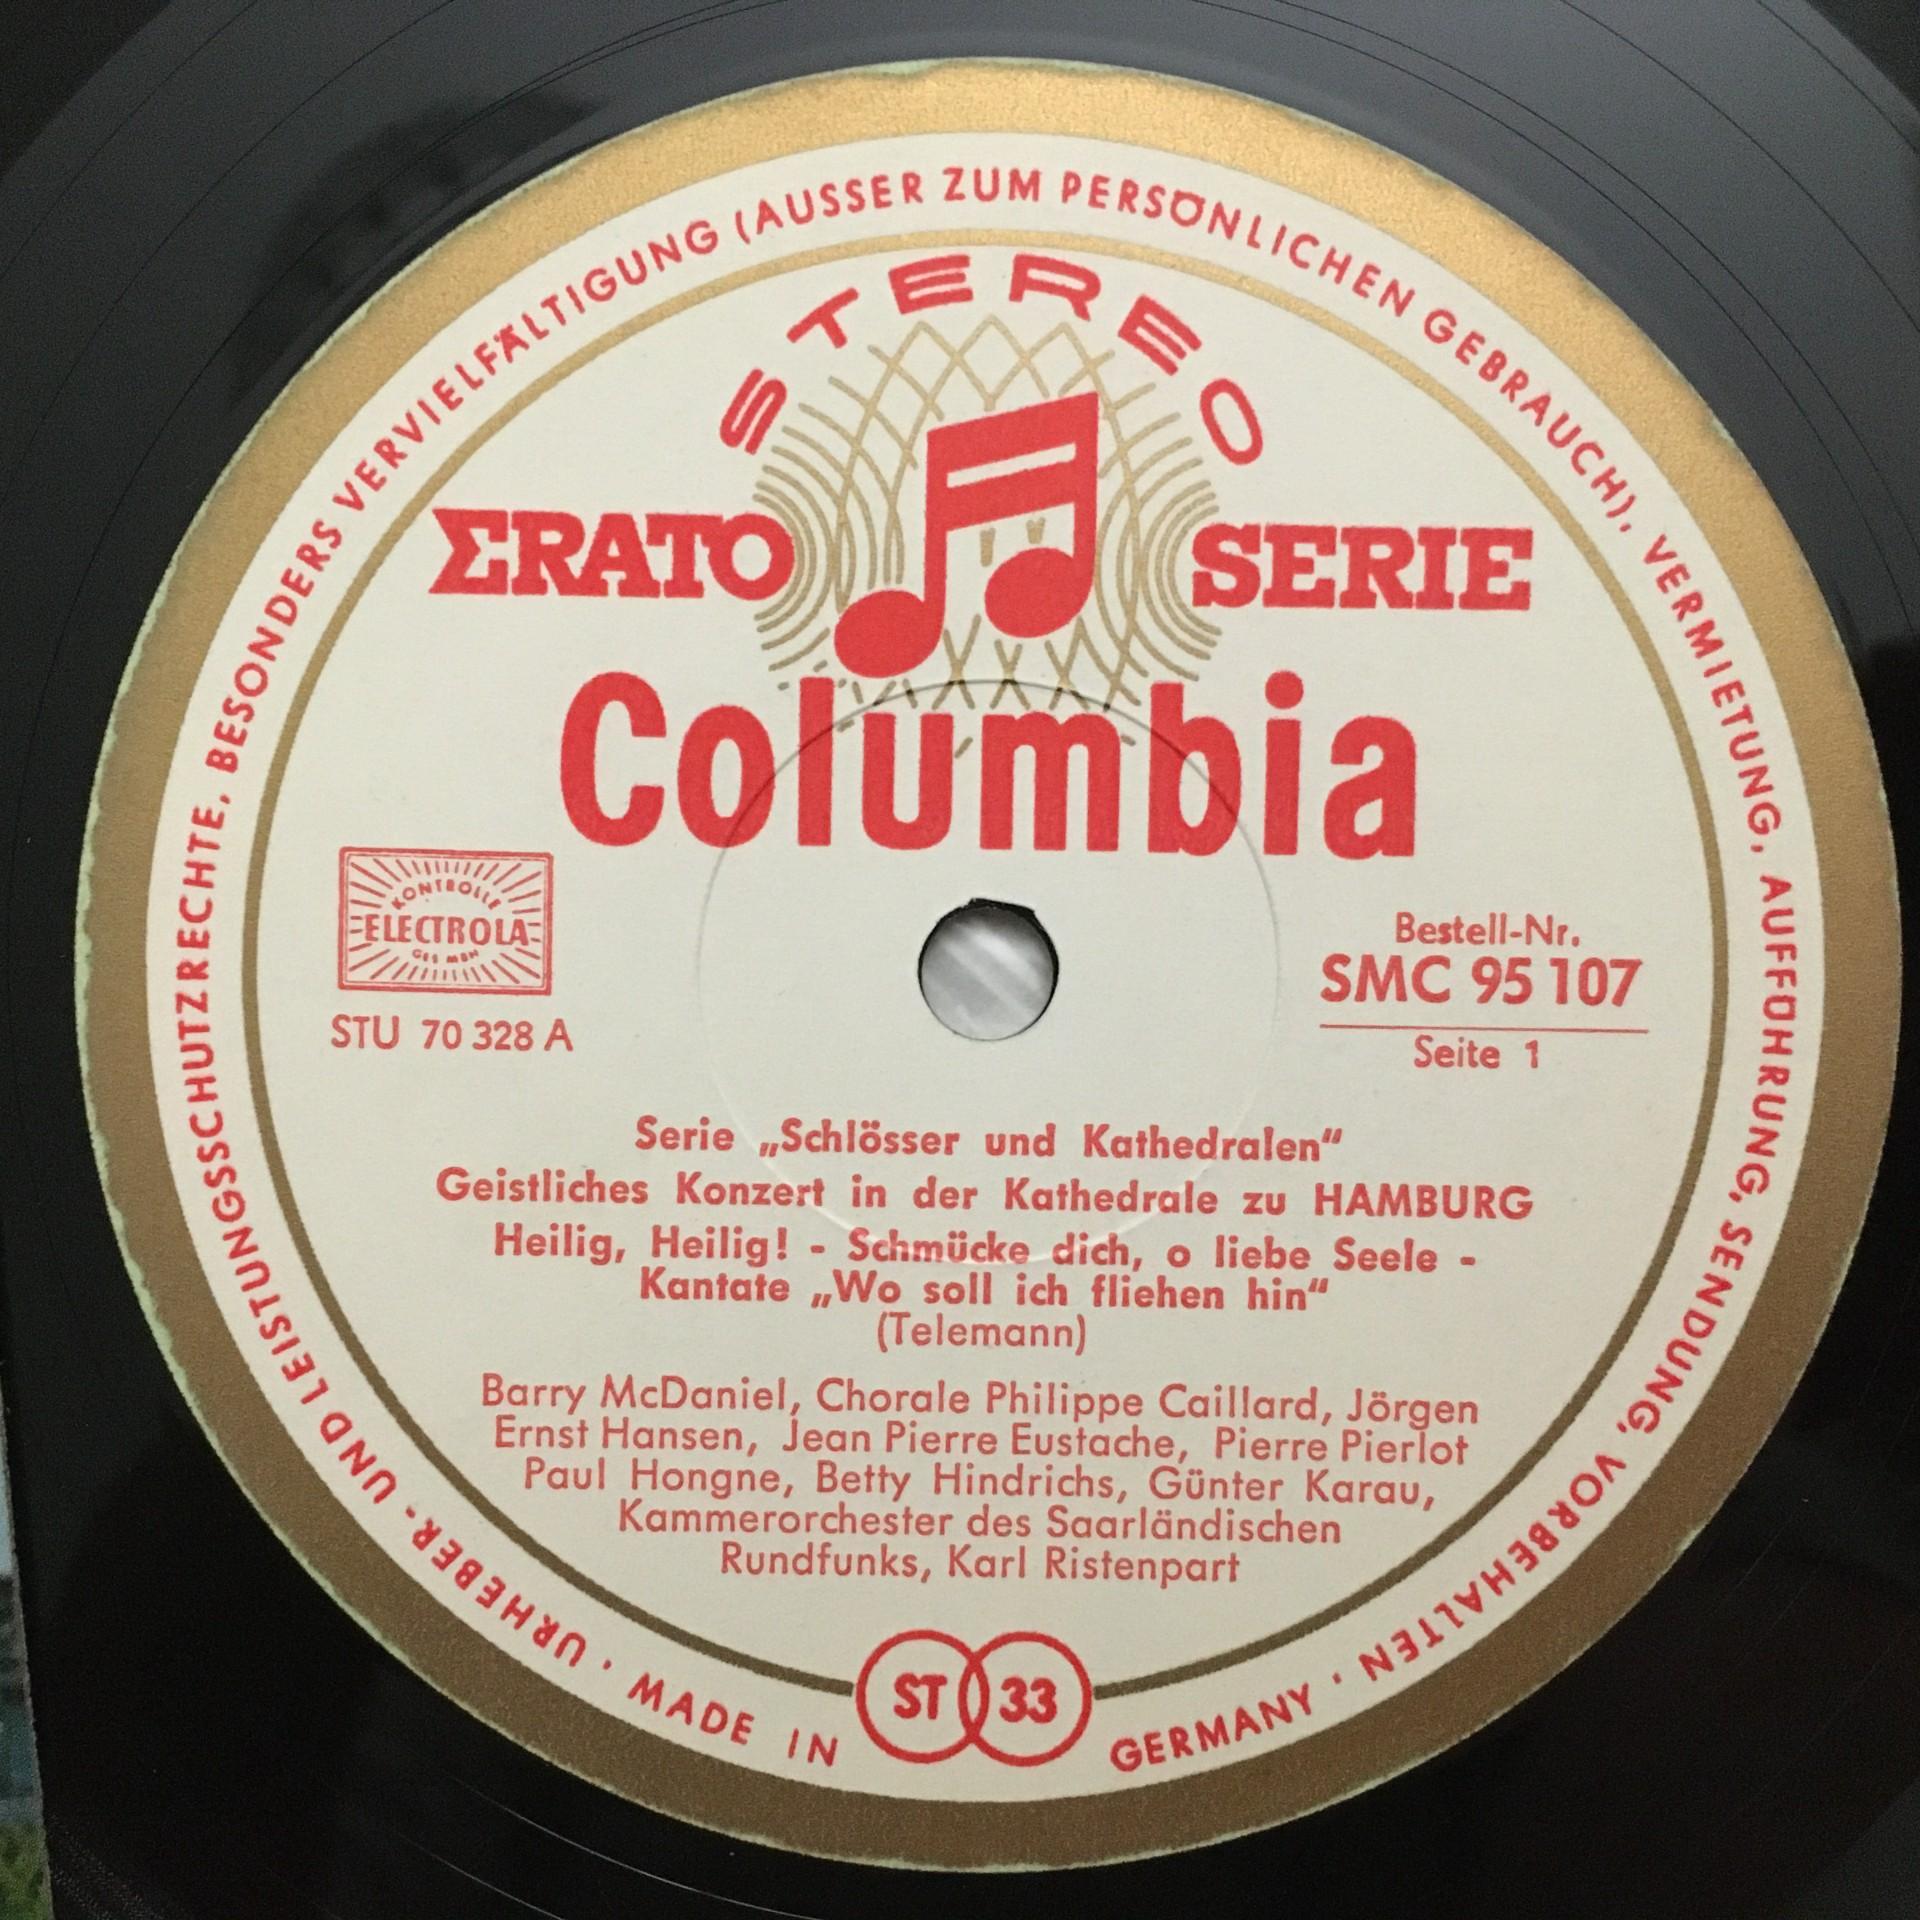 URHEBER- UND LEISTUNGSSCHUTZRECHTE, BESONDERS VERVIELFÄLTIGUNG (AUSSER ZUM PERSÖNLICHEN GEBRAUCH), VERMIETUNG, AUFFÜHRUNG, SENDUNG, VORBEHALTEN ·
STEREO
ΣRATO SERIE
Columbia
KONTROLLE
ELECTROLA
GES MBH
STU 70 328 A
Bestell-Nr.
SMC 95 107
Seite 1
Serie „Schlösser und Kathedralen“
Geistliches Konzert in der Kathedrale zu HAMBURG
Heilig, Heilig! - Schmücke dich, o liebe Seele -
Kantate „Wo soll ich fliehen hin“
(Telemann)
Barry McDaniel, Chorale Philippe Caillard, Jörgen
Ernst Hansen, Jean Pierre Eustache, Pierre Pierlot
Paul Hongne, Betty Hindrichs, Günter Karau,
Kammerorchester des Saarländischen
Rundfunks, Karl Ristenpart
ST 33
· MADE IN GERMANY